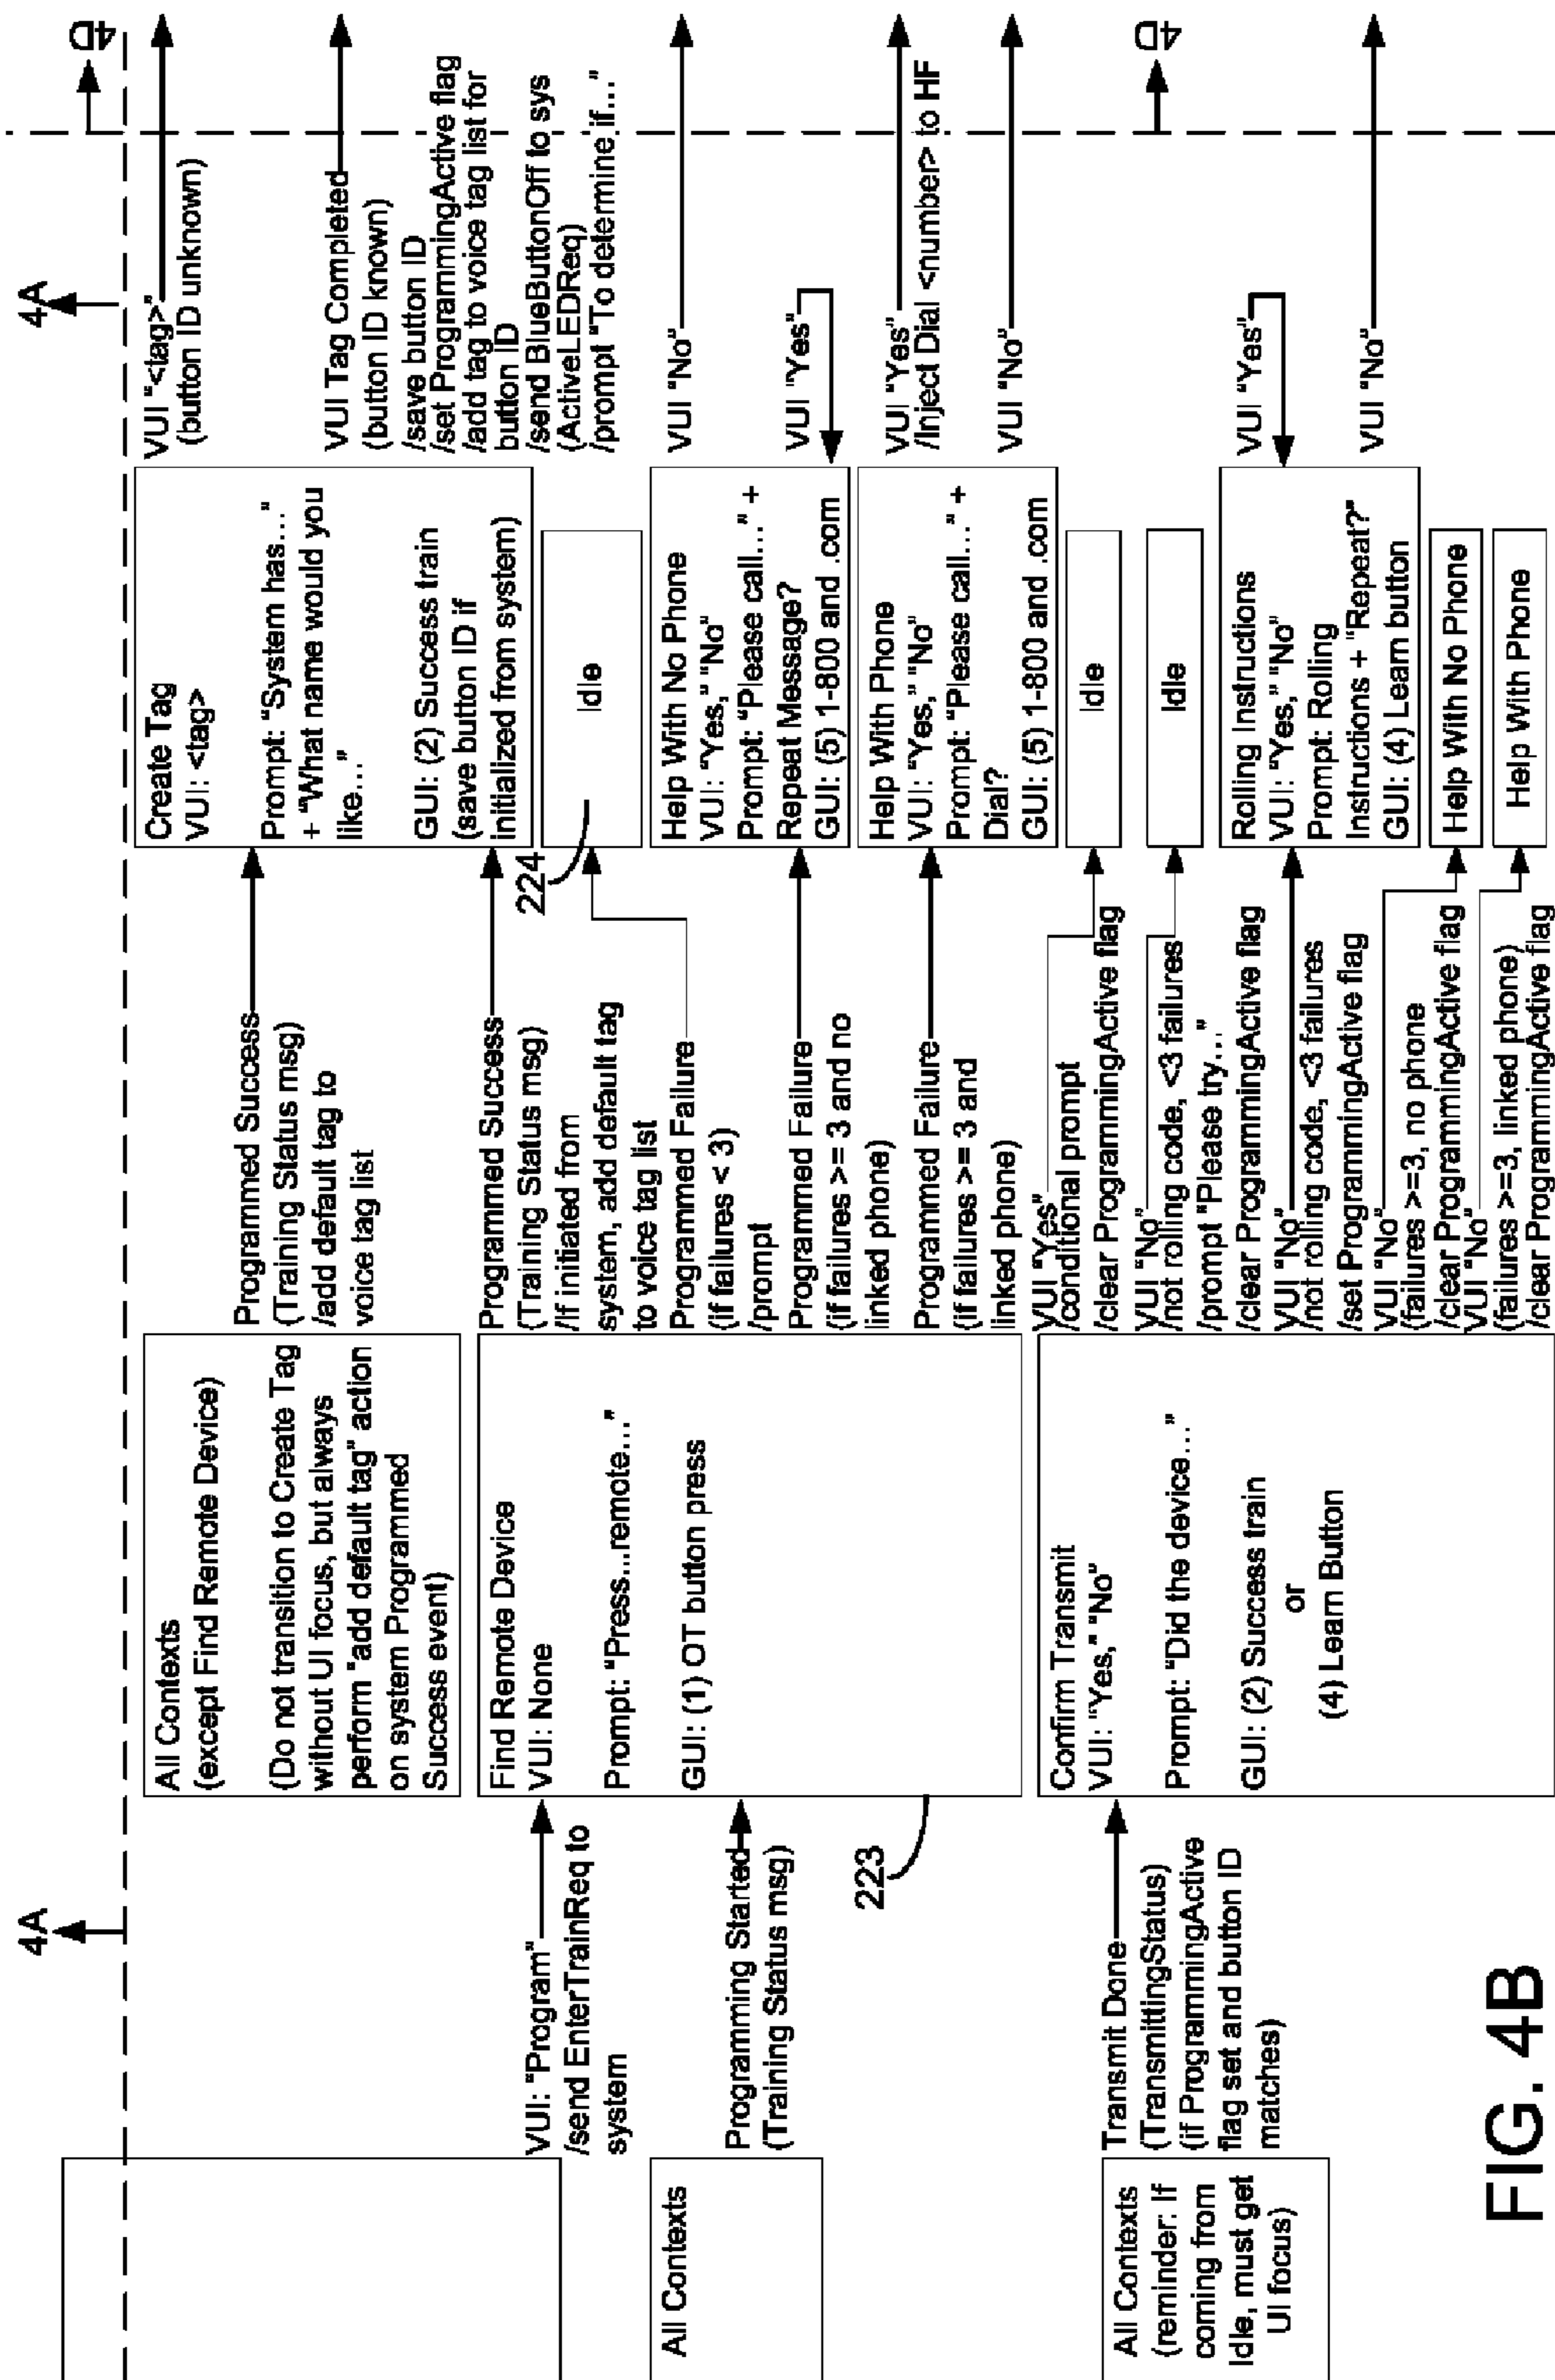 4A
4A
4D
All Contexts
All Contexts
(reminder: If
coming from
Idle, must get
UI focus)
VUI: "Program"
/send EnterTrainReq to
system
Programming Started
(Training Status msg)
Transmit Done
(TransmittingStatus)
(if ProgrammingActive
flag set and button ID
matches)
All Contexts
(except Find Remote Device)
(Do not transition to Create Tag
without UI focus, but always
perform "add default tag" action
on system Programmed
Success event)
Find Remote Device
VUI: None
Prompt: "Press...remote..."
GUI: (1) OT button press
223
Confirm Transmit
VUI: "Yes," "No"
Prompt: "Did the device..."
GUI: (2) Success train
or
(4) Learn Button
Programmed Success
(Training Status msg)
/add default tag to
voice tag list
Programmed Success
(Training Status msg)
/If initiated from
system, add default tag
to voice tag list
Programmed Failure
(if failures < 3)
/prompt
Programmed Failure
(if failures >= 3 and no
linked phone)
Programmed Failure
(if failures >= 3 and
linked phone)
VUI "Yes"
/conditional prompt
/clear ProgrammingActive flag
VUI "No"
/not rolling code, <3 failures
/prompt "Please try..."
/clear ProgrammingActive flag
VUI "No"
/not rolling code, <3 failures
/set ProgrammingActive flag
VUI "No"
(failures >=3, no phone
/clear ProgrammingActive flag
VUI "No"
(failures >=3, linked phone)
/clear ProgrammingActive flag
Create Tag
VUI: <tag>
Prompt: "System has..."
+ "What name would you
like..."
GUI: (2) Success train
(save button ID if
initialized from system)
224
Idle
Help With No Phone
VUI: "Yes," "No"
Prompt: "Please call..." +
Repeat Message?
GUI: (5) 1-800 and .com
Help With Phone
VUI: "Yes," "No"
Prompt: "Please call..." +
Dial?
GUI: (5) 1-800 and .com
Idle
Idle
Rolling Instructions
VUI: "Yes," "No"
Prompt: Rolling
Instructions + "Repeat?"
GUI: (4) Learn button
Help With No Phone
Help With Phone
VUI "<tag>"
(button ID unknown)
VUI Tag Completed
(button ID known)
/save button ID
/set ProgrammingActive flag
/add tag to voice tag list for
button ID
/send BlueButtonOff to sys
(ActiveLEDReq)
/prompt "To determine if..."
VUI "No"
VUI "Yes"
VUI "Yes"
/Inject Dial <number> to HF
VUI "No"
VUI "Yes"
VUI "No"
4D
FIG. 4B